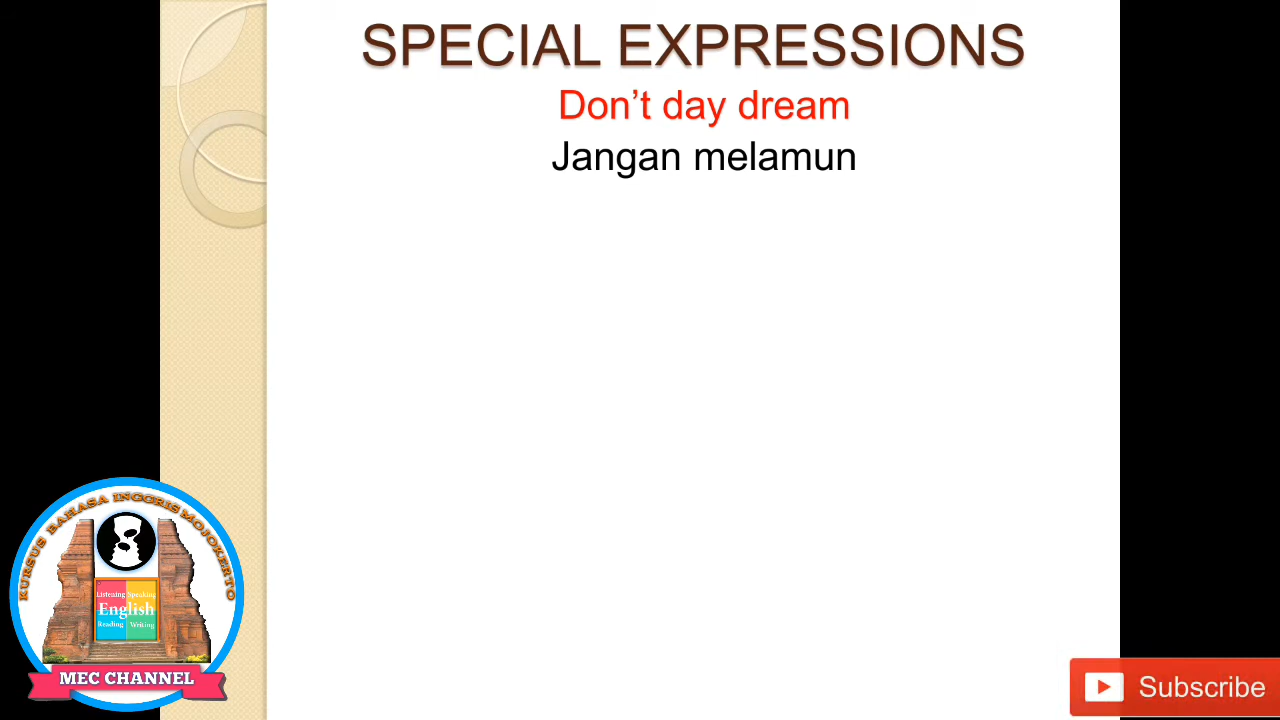 SPECIAL EXPRESSIONS
Don’t day dream
Jangan melamun
KURSUS BAHASA INGGRIS MOJOKERTO
Listening Speaking
English
Reading Writing
MEC CHANNEL
Subscribe